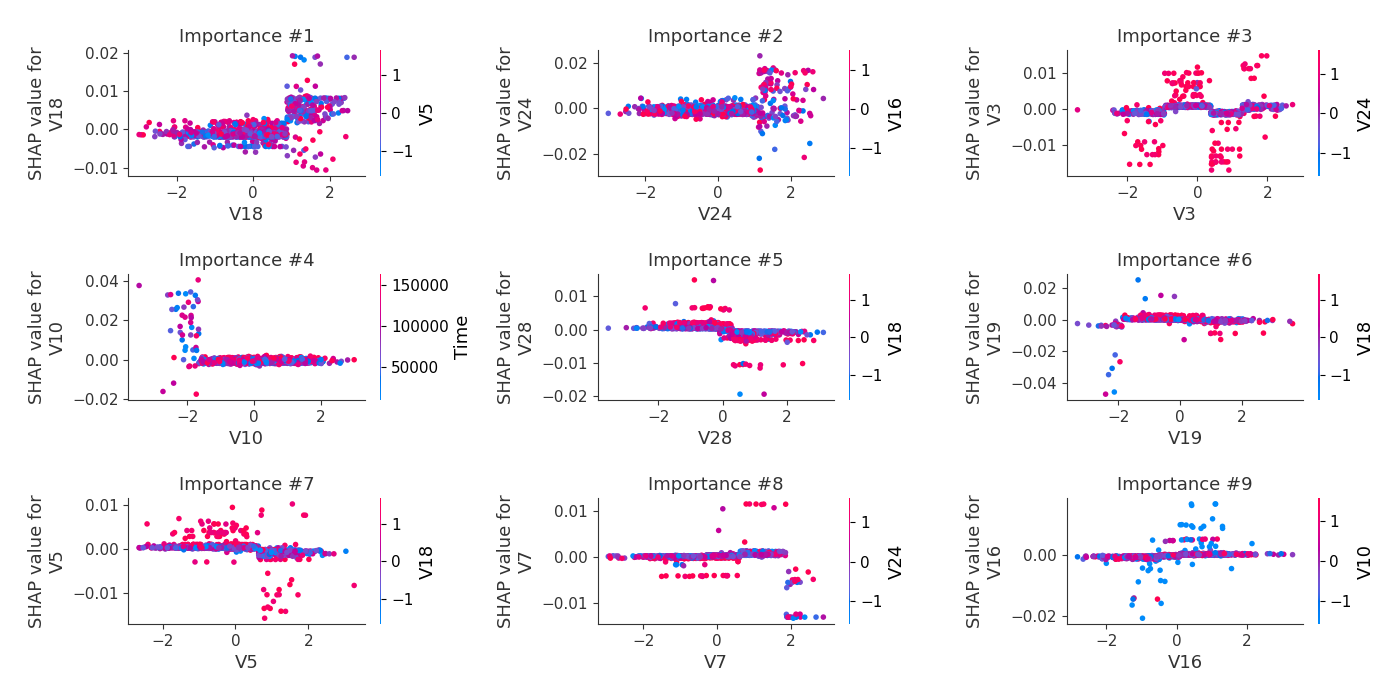 Importance #1
SHAP value for
V18
0.02
0.01
0.00
−0.01
−2
0
2
V18
1
0
−1
V5
Importance #2
SHAP value for
V24
0.02
0.00
−0.02
−2
0
2
V24
1
0
−1
V16
Importance #3
SHAP value for
V3
0.01
0.00
−0.01
−2
0
2
V3
1
0
−1
V24
Importance #4
SHAP value for
V10
0.04
0.02
0.00
−0.02
−2
0
2
V10
150000
100000
50000
Time
Importance #5
SHAP value for
V28
0.01
0.00
−0.01
−0.02
−2
0
2
V28
1
0
−1
V18
Importance #6
SHAP value for
V19
0.02
0.00
−0.02
−0.04
−2
0
2
V19
1
0
−1
V18
Importance #7
SHAP value for
V5
0.01
0.00
−0.01
−2
0
2
V5
1
0
−1
V18
Importance #8
SHAP value for
V7
0.01
0.00
−0.01
−2
0
2
V7
1
0
−1
V24
Importance #9
SHAP value for
V16
0.00
−0.02
−2
0
2
V16
1
0
−1
V10